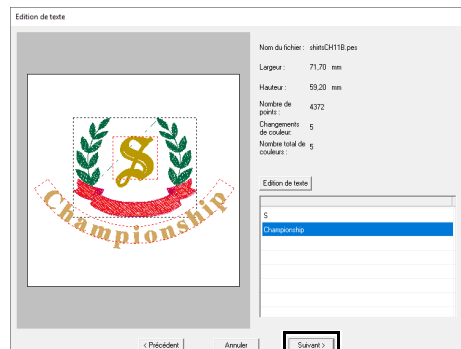 Edition de texte
Nom du fichier : shirtsCH11B.pes
Largeur : 71,70 mm
Hauteur : 59,20 mm
Nombre de points : 4372
Changements de couleur: 5
Nombre total de couleurs : 5
Edition de texte
S
Championship
S
Championship
< Précédent Annuler Suivant >